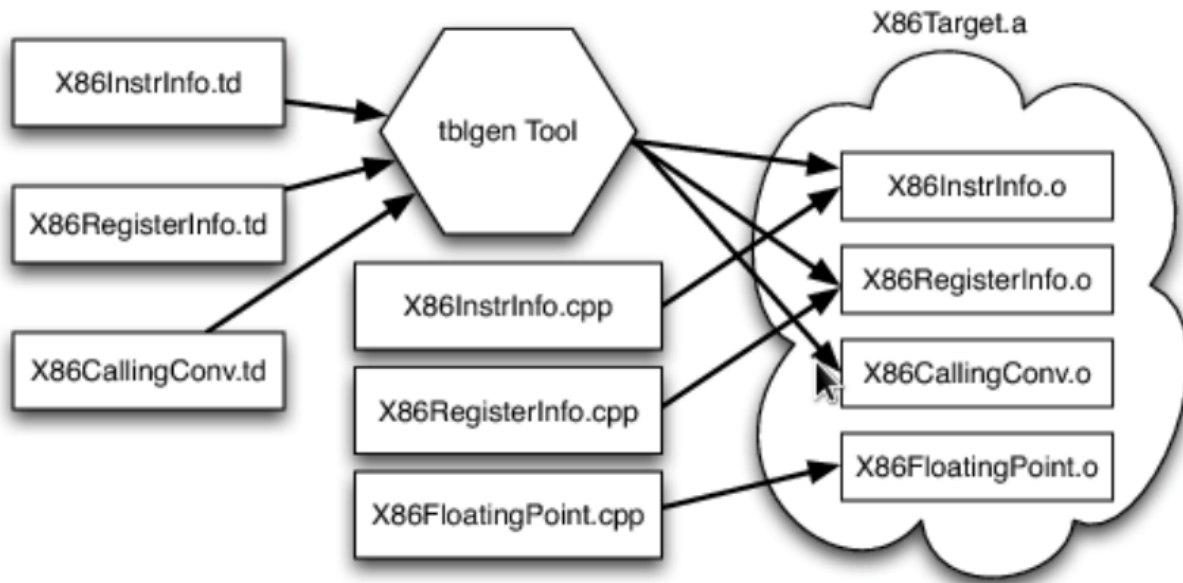 X86Target.a
X86InstrInfo.td
tblgen Tool
X86InstrInfo.o
X86RegisterInfo.td
X86RegisterInfo.o
X86InstrInfo.cpp
X86CallingConv.td
X86CallingConv.o
X86RegisterInfo.cpp
X86FloatingPoint.o
X86FloatingPoint.cpp